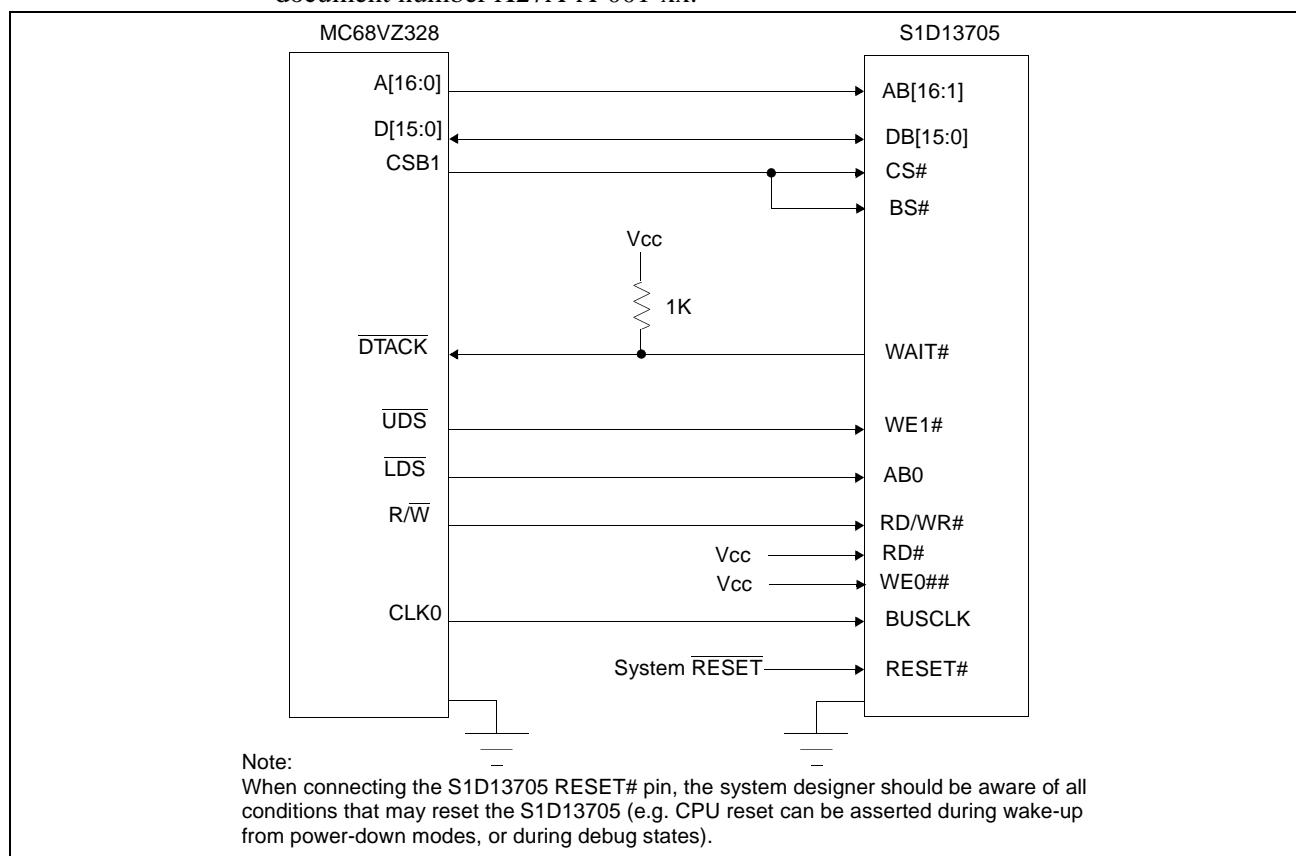 MC68VZ328 S1D13705
A[16:0] AB[16:1]
D[15:0] DB[15:0]
CSB1 CS#
BS#
Vcc
1K
DTACK WAIT#
UDS WE1#
LDS AB0
R/W RD/WR#
Vcc RD#
Vcc WE0##
CLK0 BUSCLK
System RESET RESET#
Note:
When connecting the S1D13705 RESET# pin, the system designer should be aware of all
conditions that may reset the S1D13705 (e.g. CPU reset can be asserted during wake-up
from power-down modes, or during debug states).